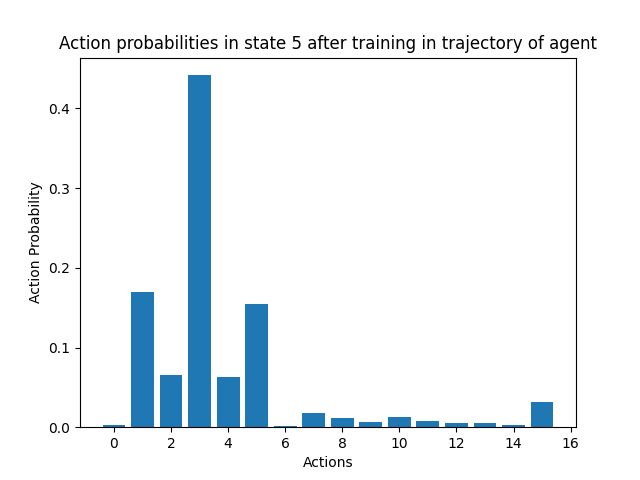 Action probabilities in state 5 after training in trajectory of agent
Action Probability
0.4
0.3
0.2
0.1
0.0
0 2 4 6 8 10 12 14 16
Actions